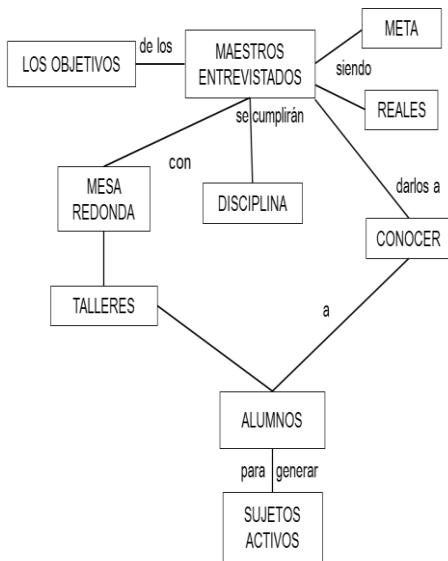 META
de los
MAESTROS
ENTREVISTADOS
LOS OBJETIVOS
siendo
REALES
se cumplirán
con
MESA
REDONDA
DISCIPLINA
darlos a
CONOCER
TALLERES
a
ALUMNOS
para generar
SUJETOS
ACTIVOS